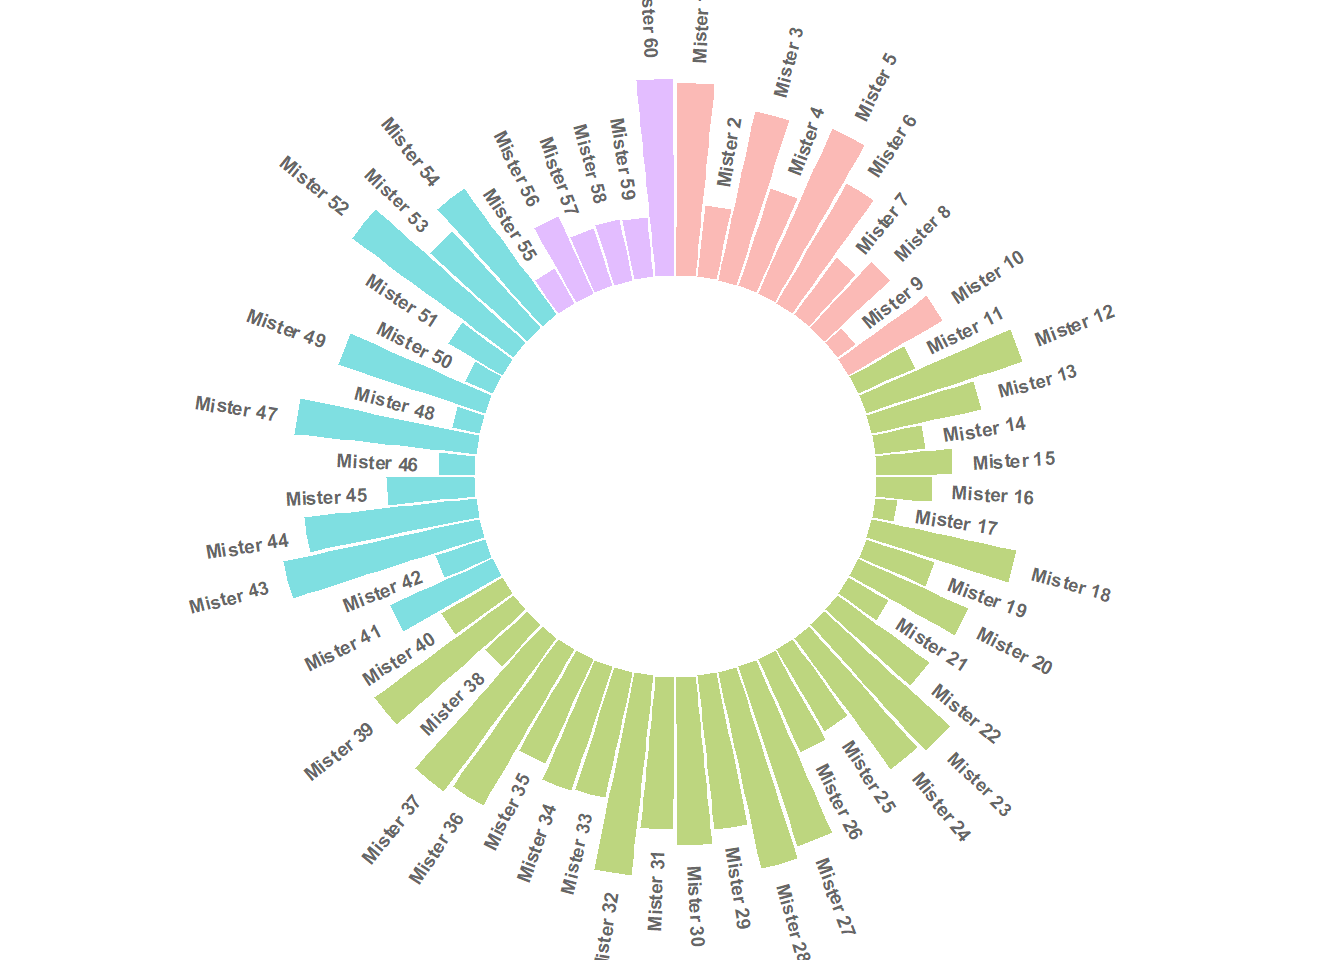 Mister
Mister 2
Mister 3
Mister 4
Mister 5
Mister 6
Mister 7
Mister 8
Mister 9
Mister 10
Mister 11
Mister 12
Mister 13
Mister 14
Mister 15
Mister 16
Mister 17
Mister 18
Mister 19
Mister 20
Mister 21
Mister 22
Mister 23
Mister 24
Mister 25
Mister 26
Mister 27
Mister 28
Mister 29
Mister 30
Mister 31
ister 32
Mister 33
Mister 34
Mister 35
Mister 36
Mister 37
Mister 38
Mister 39
Mister 40
Mister 41
Mister 42
Mister 43
Mister 44
Mister 45
Mister 46
Mister 47
Mister 48
Mister 49
Mister 50
Mister 51
Mister 52
Mister 53
Mister 54
Mister 55
Mister 56
Mister 57
Mister 58
Mister 59
ster 60